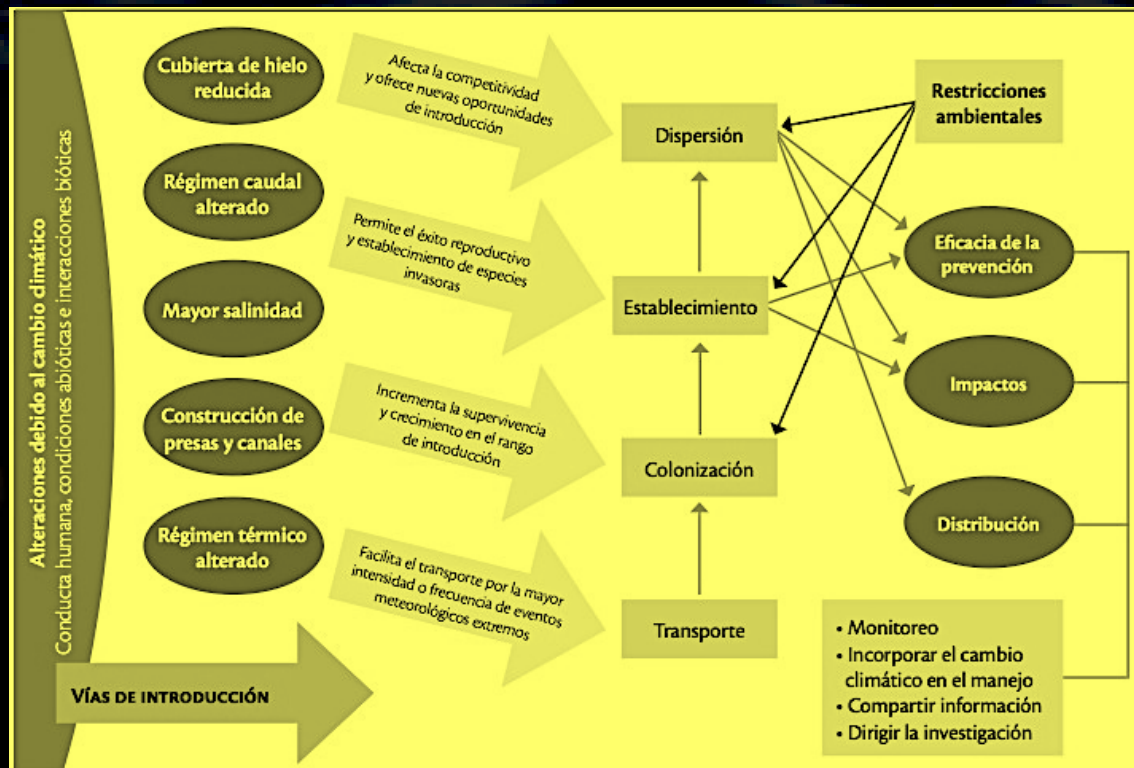 Alteraciones debido al cambio climático
Conducta humana, condiciones abióticas e interacciones bióticas
Cubierta de hielo
reducida
Régimen caudal
alterado
Mayor salinidad
Construcción de
presas y canales
Régimen térmico
alterado
VÍAS DE INTRODUCCIÓN
Afecta la competitividad
y ofrece nuevas oportunidades
de introducción
Permite el éxito reproductivo
y establecimiento de especies
invasoras
Incrementa la supervivencia
y crecimiento en el rango
de introducción
Facilita el transporte por la mayor
intensidad o frecuencia de eventos
meteorológicos extremos
Dispersión
Establecimiento
Colonización
Transporte
Restricciones
ambientales
Eficacia de la
prevención
Impactos
Distribución
• Monitoreo
• Incorporar el cambio
climático en el manejo
• Compartir información
• Dirigir la investigación